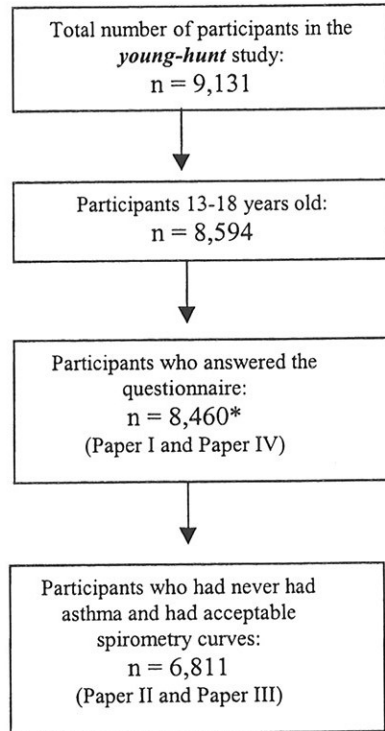 Total number of participants in the
young-hunt study:
n = 9,131
Participants 13-18 years old:
n = 8,594
Participants who answered the
questionnaire:
n = 8,460*
(Paper I and Paper IV)
Participants who had never had
asthma and had acceptable
spirometry curves:
n = 6,811
(Paper II and Paper III)